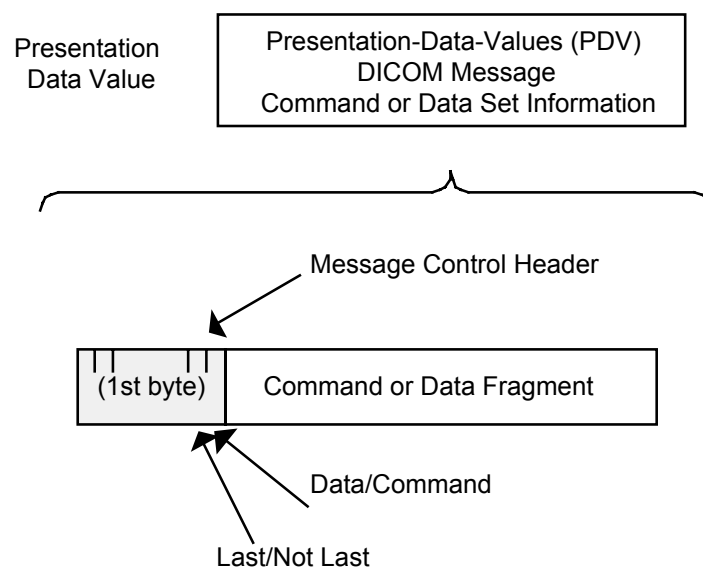 Presentation
Data Value
Presentation-Data-Values (PDV)
DICOM Message
Command or Data Set Information
Message Control Header
(1st byte)
Command or Data Fragment
Data/Command
Last/Not Last